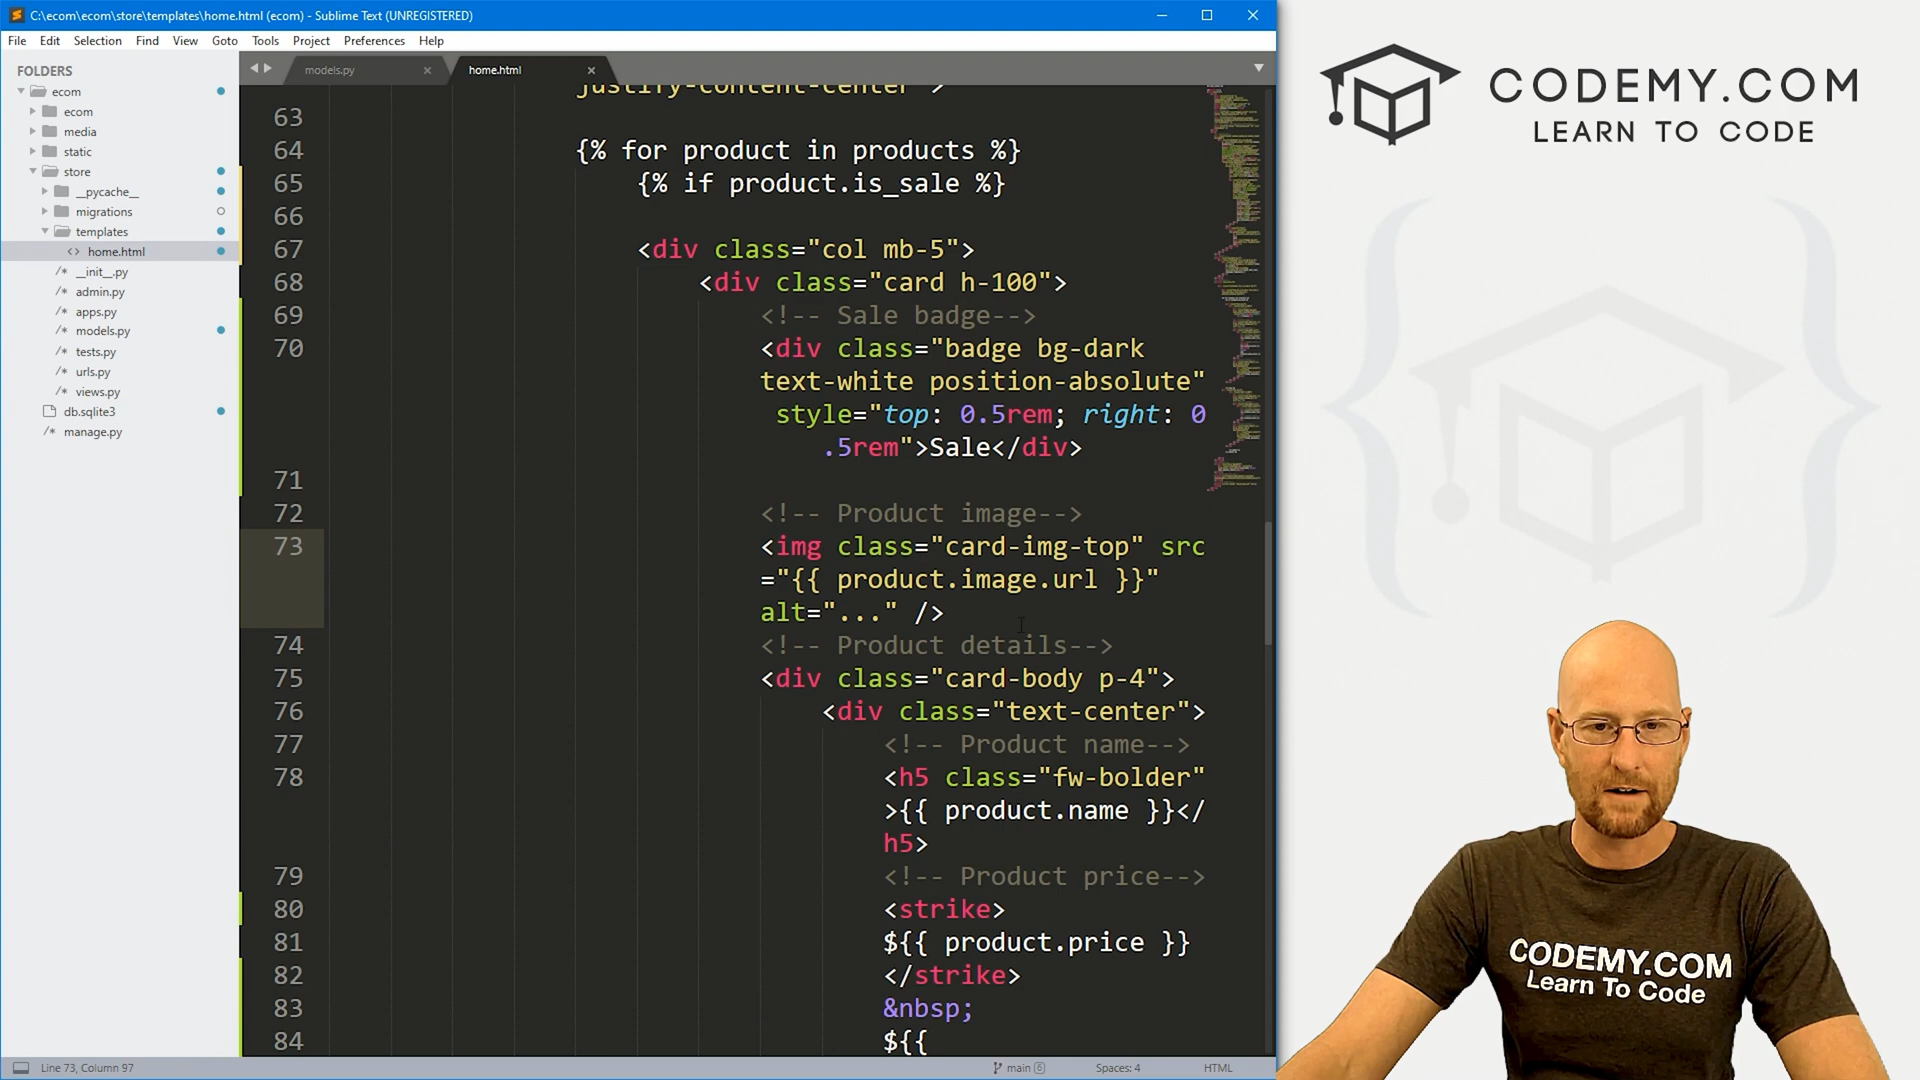 C:\ecom\ecom\store\templates\home.html (ecom) - Sublime Text (UNREGISTERED)
File Edit Selection Find View Goto Tools Project Preferences Help
FOLDERS
ecom
ecom
media
static
store
__pycache__
migrations
templates
<> home.html
/* __init__.py
/* admin.py
/* apps.py
/* models.py
/* tests.py
/* urls.py
/* views.py
db.sqlite3
/* manage.py
models.py
home.html
justify-content-center">
63
64 {% for product in products %}
65 {% if product.is_sale %}
66
67 <div class="col mb-5">
68 <div class="card h-100">
69 <!-- Sale badge-->
70 <div class="badge bg-dark
text-white position-absolute"
style="top: 0.5rem; right: 0
.5rem">Sale</div>
71
72 <!-- Product image-->
73 <img class="card-img-top" src
="{{ product.image.url }}"
alt="..." />
74 <!-- Product details-->
75 <div class="card-body p-4">
76 <div class="text-center">
77 <!-- Product name-->
78 <h5 class="fw-bolder"
>{{ product.name }}</
h5>
79 <!-- Product price-->
80 <strike>
81 ${{ product.price }}
82 </strike>
83 &nbsp;
84 ${{
Line 73, Column 97
main 6
Spaces: 4
HTML
CODEMY.COM
LEARN TO CODE
CODEMY.COM
Learn To Code